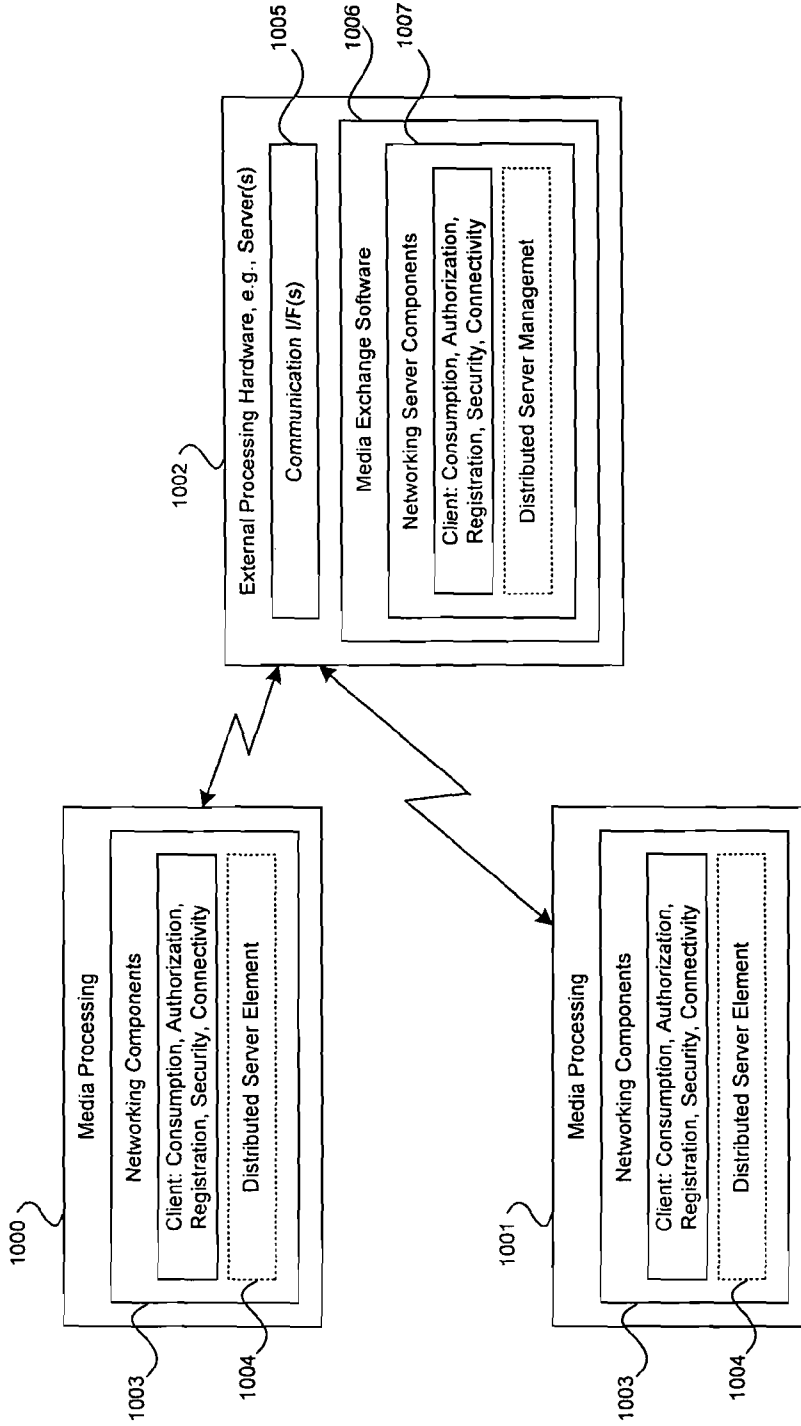 1000
Media Processing
Networking Components
Client: Consumption, Authorization,
Registration, Security, Connectivity
Distributed Server Element
1003
1004
1001
Media Processing
Networking Components
Client: Consumption, Authorization,
Registration, Security, Connectivity
Distributed Server Element
1003
1004
1002
External Processing Hardware, e.g., Server(s)
Communication I/F(s)
Media Exchange Software
Networking Server Components
Client: Consumption, Authorization,
Registration, Security, Connectivity
Distributed Server Managemet
1005
1006
1007